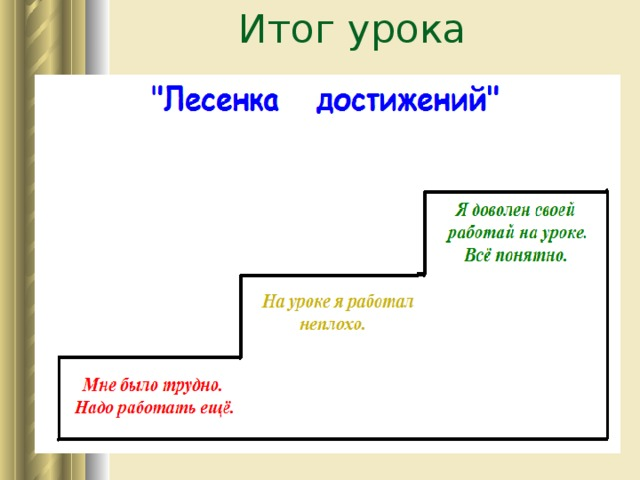 Итог урока
"Лесенка достижений"
Я доволен своей
работай на уроке.
Всё понятно.
На уроке я работал
неплохо.
Мне было трудно.
Надо работать ещё.